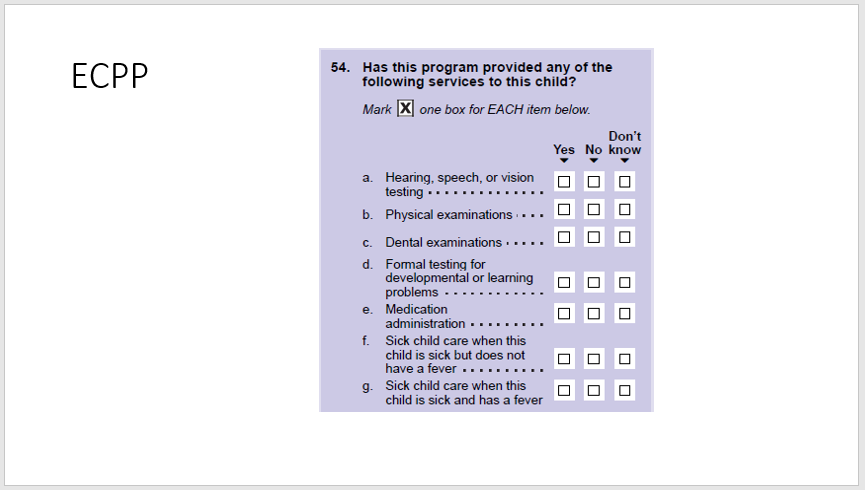 ECPP
54. Has this program provided any of the
following services to this child?
Mark X one box for EACH item below.
Don't
Yes No know
a. Hearing, speech, or vision
testing
b. Physical examinations
c. Dental examinations
d. Formal testing for
developmental or learning
problems
e. Medication
administration
f. Sick child care when this
child is sick but does not
have a fever
g. Sick child care when this
child is sick and has a fever